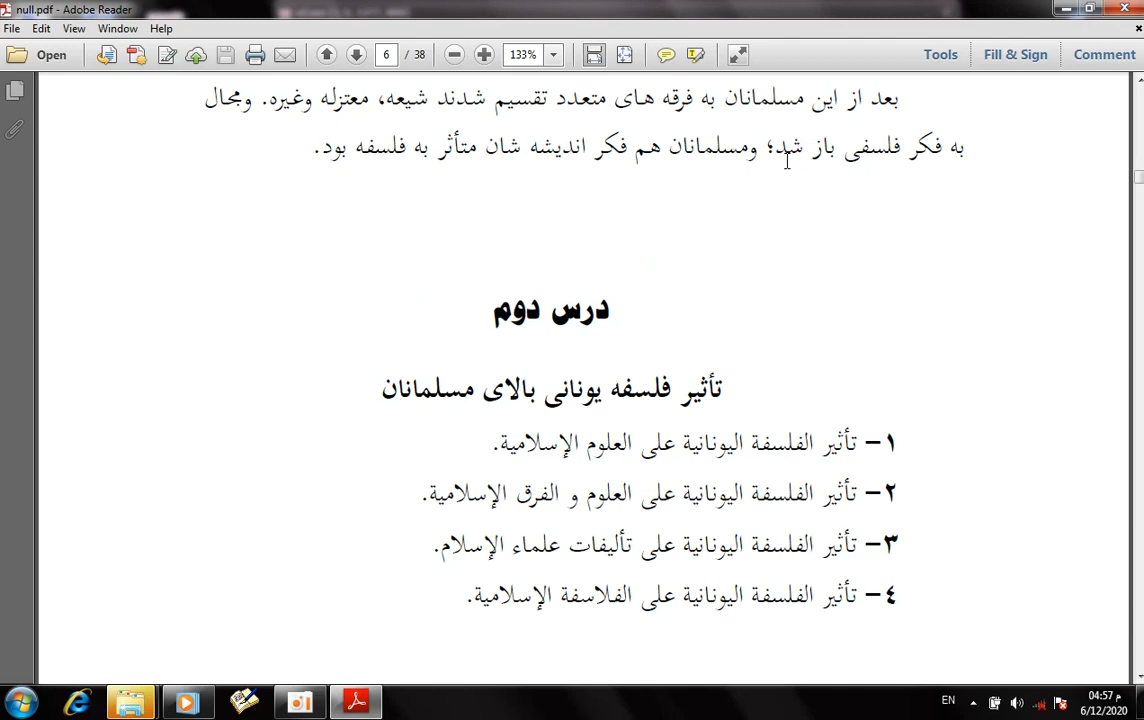 null.pdf - Adobe Reader
File Edit View Window Help
Open 6 / 38 133% Tools Fill & Sign Comment
بعد از این مسلمانان به فرقه های متعدد تقسیم شدند شیعه، معتزله وغیره. ومجال
به فکر فلسفی باز شد؛ ومسلمانان هم فکر اندیشه شان متأثر به فلسفه بود.
درس دوم
تأثیر فلسفه یونانی بالای مسلمانان
١- تأثير الفلسفة اليونانية على العلوم الإسلامية.
٢- تأثير الفلسفة اليونانية على العلوم و الفرق الإسلامية.
٣- تأثير الفلسفة اليونانية على تأليفات علماء الإسلام.
٤- تأثير الفلسفة اليونانية على الفلاسفة الإسلامية.
EN 04:57 م
6/12/2020